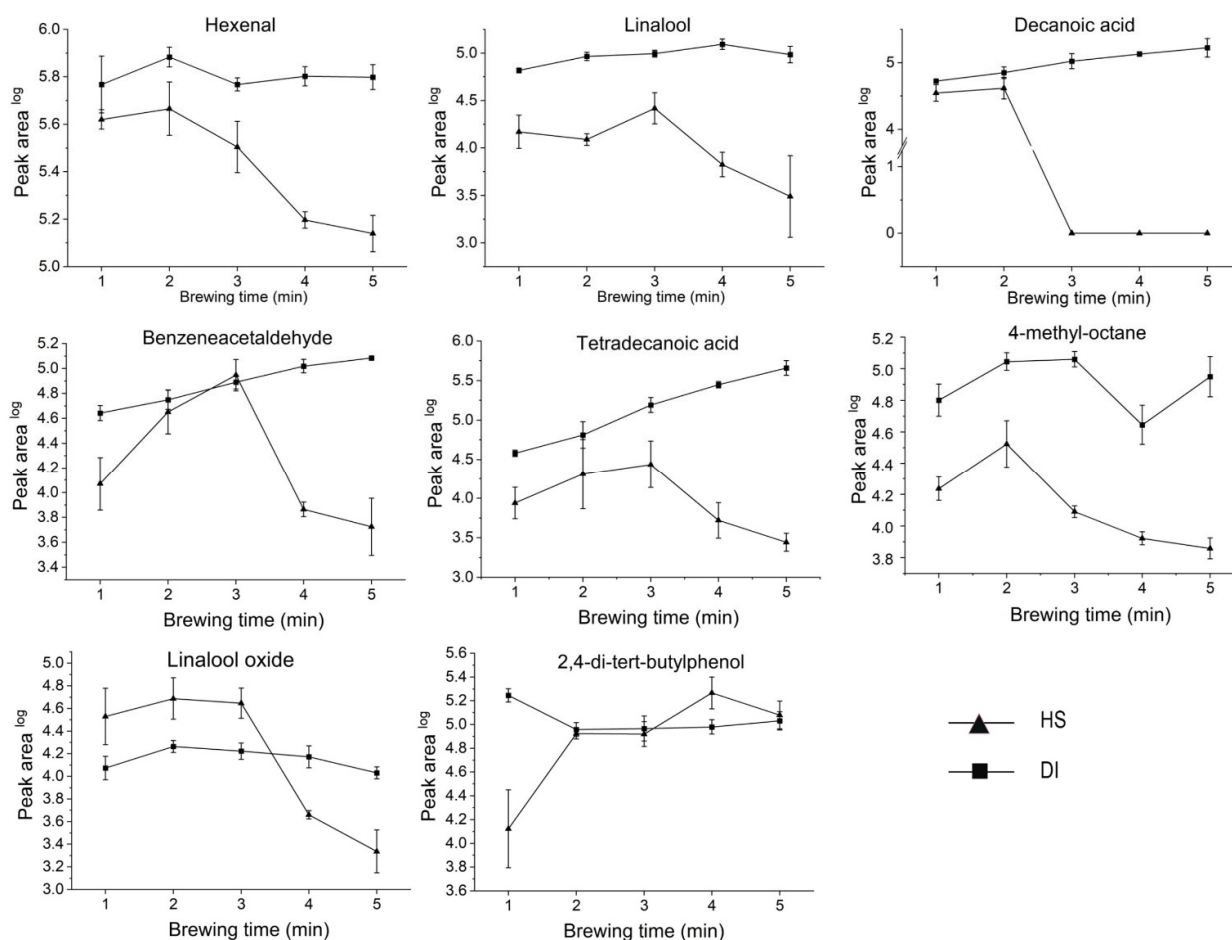 Hexenal
Peak area log
6.0
5.8
5.6
5.4
5.2
5.0
1 2 3 4 5
Brewing time (min)
Linalool
Peak area log
5.0
4.5
4.0
3.5
3.0
1 2 3 4 5
Brewing time (min)
Decanoic acid
Peak area log
5
4
1
0
1 2 3 4 5
Brewing time (min)
Benzeneacetaldehyde
Peak area log
5.2
5.0
4.8
4.6
4.4
4.2
4.0
3.8
3.6
3.4
1 2 3 4 5
Brewing time (min)
Tetradecanoic acid
Peak area log
6.0
5.5
5.0
4.5
4.0
3.5
3.0
1 2 3 4 5
Brewing time (min)
4-methyl-octane
Peak area log
5.2
5.0
4.8
4.6
4.4
4.2
4.0
3.8
1 2 3 4 5
Brewing time (min)
Linalool oxide
Peak area log
5.0
4.8
4.6
4.4
4.2
4.0
3.8
3.6
3.4
3.2
3.0
1 2 3 4 5
Brewing time (min)
2,4-di-tert-butylphenol
Peak area log
5.6
5.4
5.2
5.0
4.8
4.6
4.4
4.2
4.0
3.8
3.6
1 2 3 4 5
Brewing time (min)
HS
DI